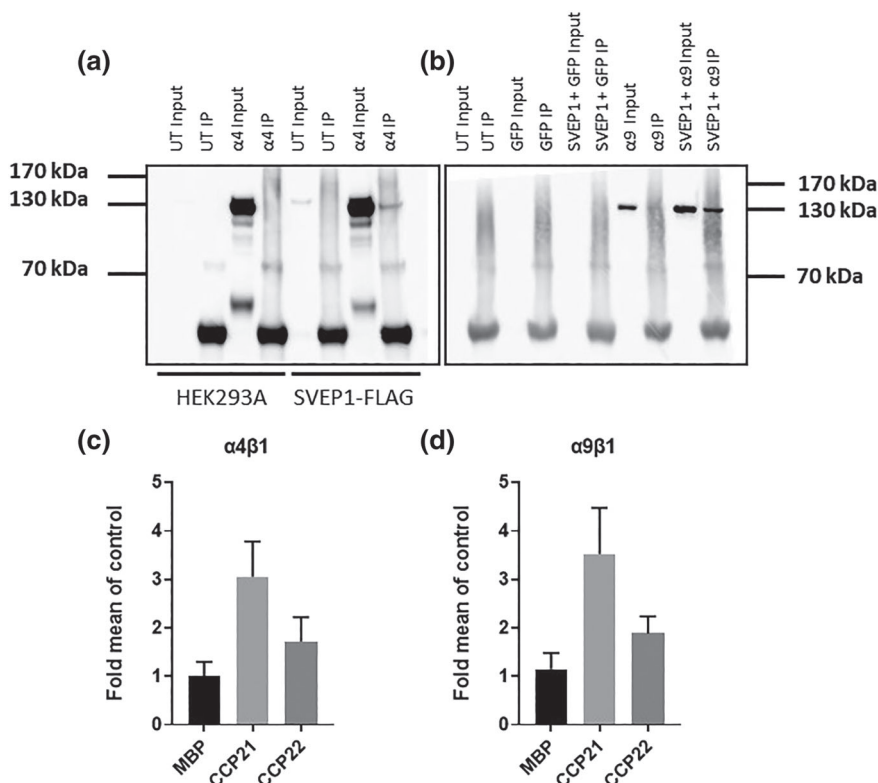 (a)
UT Input
UT IP
α4 Input
α4 IP
UT Input
UT IP
α4 Input
α4 IP
170 kDa
130 kDa
70 kDa
HEK293A
SVEP1-FLAG
(b)
UT Input
UT IP
GFP Input
GFP IP
SVEP1+ GFP Input
SVEP1+ GFP IP
α9 Input
α9 IP
SVEP1+ α9 Input
SVEP1+ α9 IP
170 kDa
130 kDa
70 kDa
(c)
α4β1
Fold mean of control
5
4
3
2
1
0
MBP
CCP21
CCP22
(d)
α9β1
Fold mean of control
5
4
3
2
1
0
MBP
CCP21
CCP22